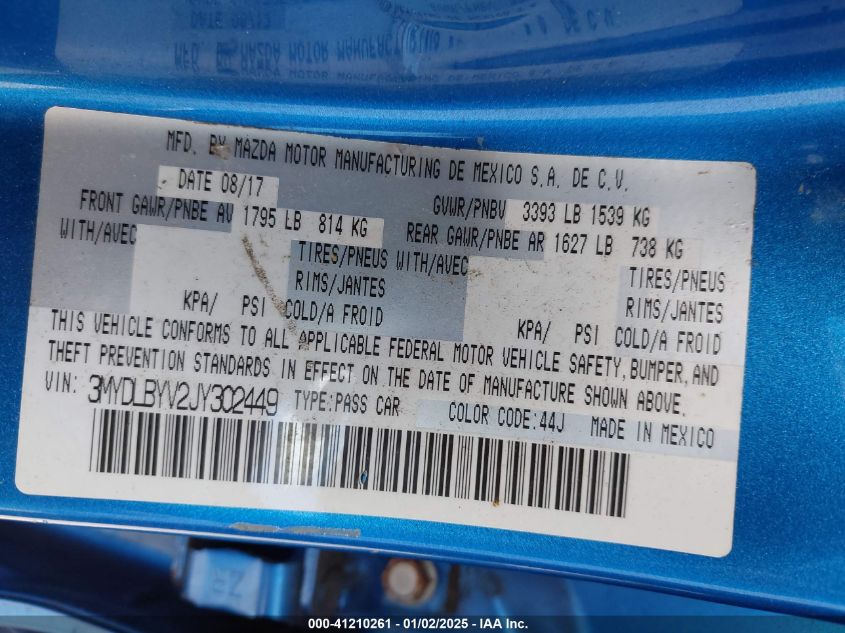 MFD. BY MAZDA MOTOR MANUFACTURING DE MEXICO S.A. DE C.V.
DATE 08/17 GVWR/PNBV 3393 LB 1539 KG
FRONT GAWR/PNBE AV 1795 LB 814 KG REAR GAWR/PNBE AR 1627 LB 738 KG
WITH/AVEC TIRES/PNEUS WITH/AVEC TIRES/PNEUS
RIMS/JANTES RIMS/JANTES
KPA/ PSI COLD/A FROID KPA/ PSI COLD/A FROID
THIS VEHICLE CONFORMS TO ALL APPLICABLE FEDERAL MOTOR VEHICLE SAFETY, BUMPER, AND
THEFT PREVENTION STANDARDS IN EFFECT ON THE DATE OF MANUFACTURE SHOWN ABOVE.
VIN: 3MYDLBYV2JY302449 TYPE:PASS CAR COLOR CODE:44J MADE IN MEXICO
ZR
000-41210261 - 01/02/2025 - IAA Inc.